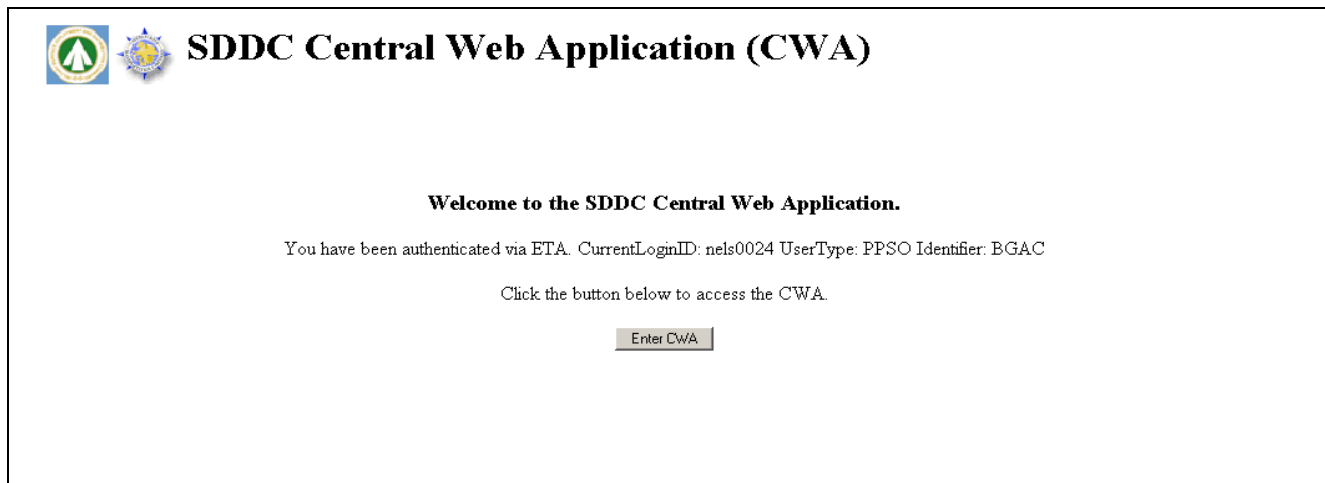 SDDC Central Web Application (CWA)
Welcome to the SDDC Central Web Application.
You have been authenticated via ETA. CurrentLoginID: nels0024 UserType: PPSO Identifier: BGAC
Click the button below to access the CWA.
Enter CWA